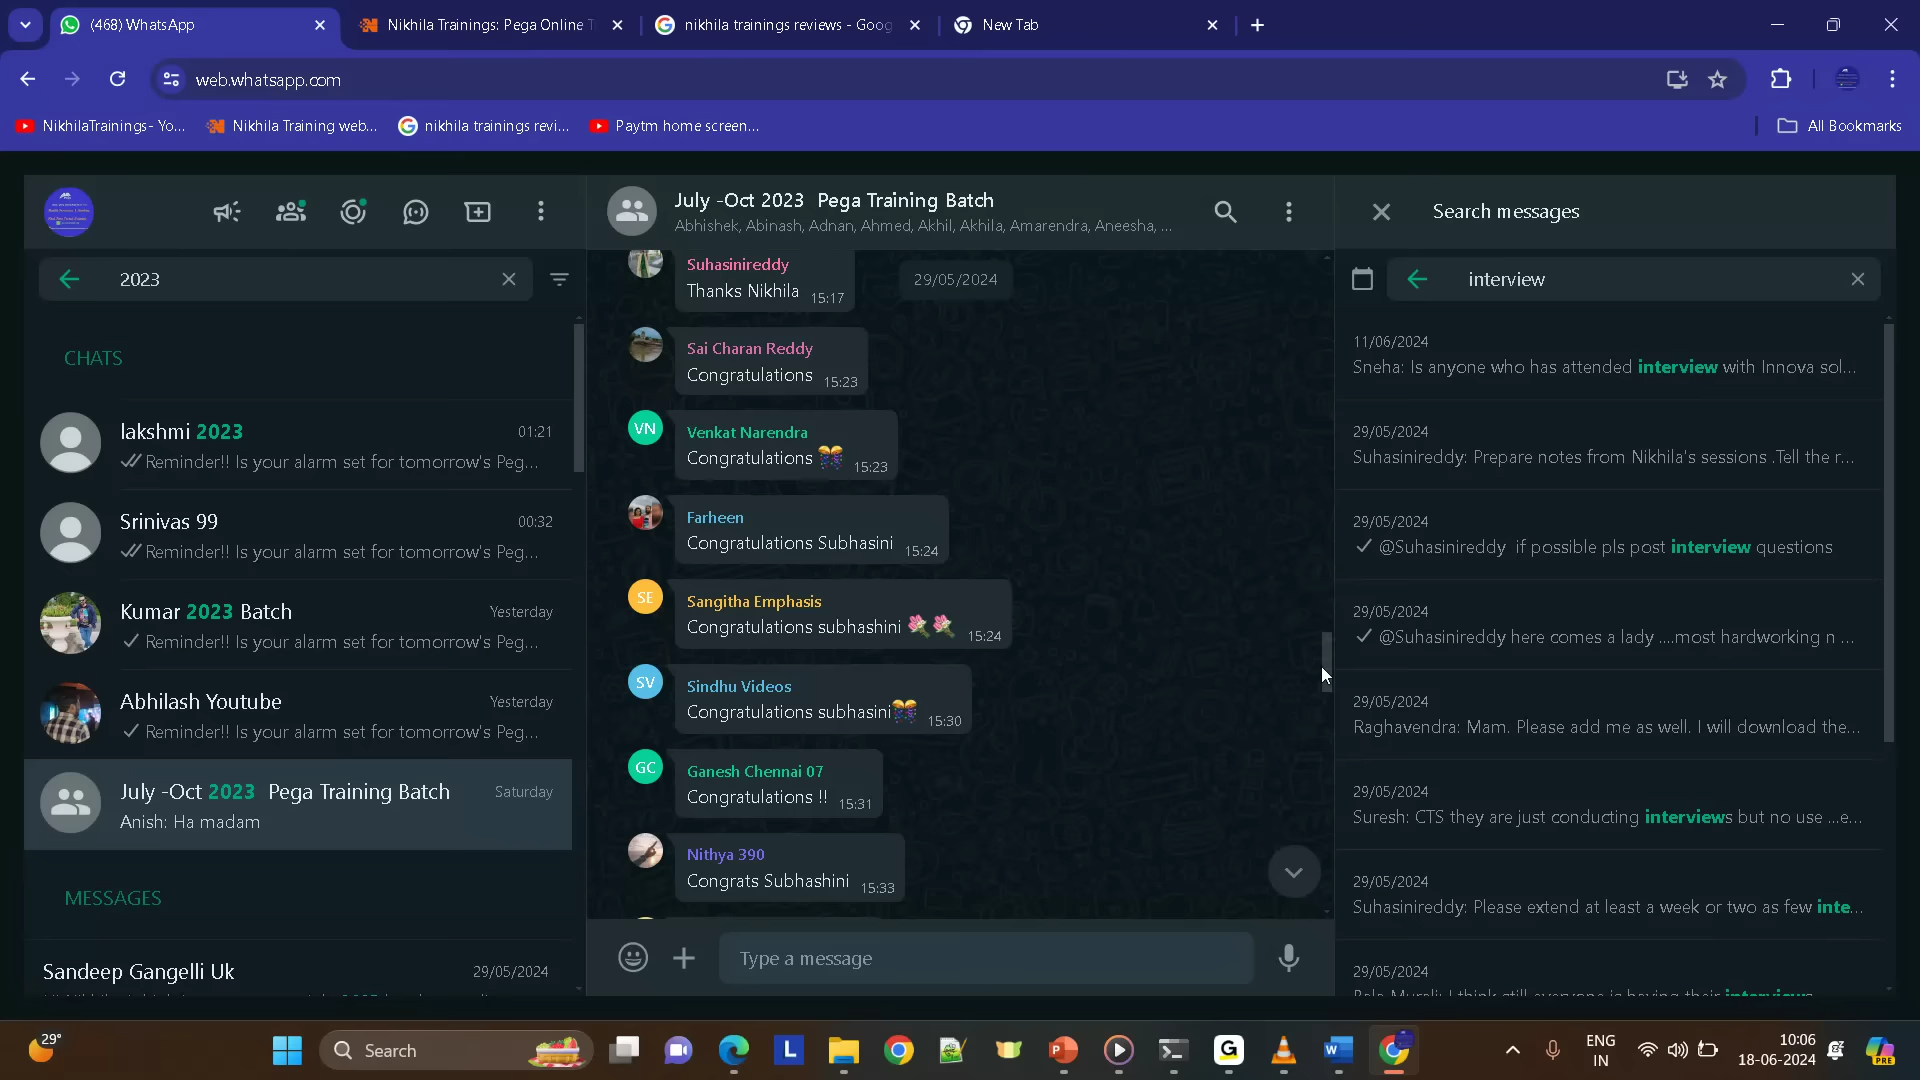 (468) WhatsApp
Nikhila Trainings: Pega Online T
nikhila trainings reviews - Goog
New Tab
web.whatsapp.com
NikhilaTrainings- Yo...
Nikhila Training web...
nikhila trainings revi...
Paytm home screen...
All Bookmarks
July -Oct 2023 Pega Training Batch
Abhishek, Abinash, Adnan, Ahmed, Akhil, Akhila, Amarendra, Aneesha, ...
Search messages
2023
CHATS
lakshmi 2023
01:21
Reminder!! Is your alarm set for tomorrow's Peg...
Srinivas 99
00:32
Reminder!! Is your alarm set for tomorrow's Peg...
Kumar 2023 Batch
Yesterday
Reminder!! Is your alarm set for tomorrow's Peg...
Abhilash Youtube
Yesterday
Reminder!! Is your alarm set for tomorrow's Peg...
July -Oct 2023 Pega Training Batch
Saturday
Anish: Ha madam
MESSAGES
Sandeep Gangelli Uk
29/05/2024
29/05/2024
Suhasinireddy
Thanks Nikhila 15:17
Sai Charan Reddy
Congratulations 15:23
VN
Venkat Narendra
Congratulations 🎊 15:23
Farheen
Congratulations Subhasini 15:24
SE
Sangitha Emphasis
Congratulations subhashini 💐💐 15:24
SV
Sindhu Videos
Congratulations subhasini🎊 15:30
GC
Ganesh Chennai 07
Congratulations !! 15:31
Nithya 390
Congrats Subhashini 15:33
Type a message
interview
11/06/2024
Sneha: Is anyone who has attended interview with Innova sol...
29/05/2024
Suhasinireddy: Prepare notes from Nikhila's sessions .Tell the r...
29/05/2024
@Suhasinireddy if possible pls post interview questions
29/05/2024
@Suhasinireddy here comes a lady ....most hardworking n ...
29/05/2024
Raghavendra: Mam. Please add me as well. I will download the...
29/05/2024
Suresh: CTS they are just conducting interviews but no use ...e...
29/05/2024
Suhasinireddy: Please extend at least a week or two as few inte...
29/05/2024
Bala Murali: I think still everyone is having their interviews
29°
Search
ENG
IN
10:06
18-06-2024